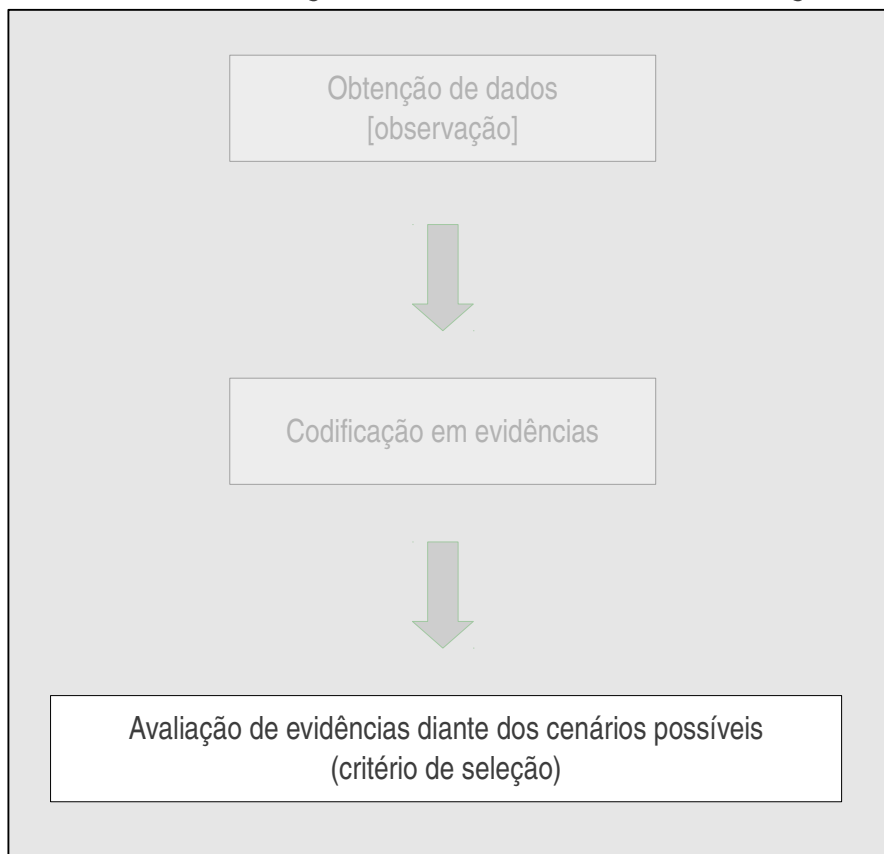 Obtenção de dados
[observação]
Codificação em evidências
Avaliação de evidências diante dos cenários possíveis
(critério de seleção)